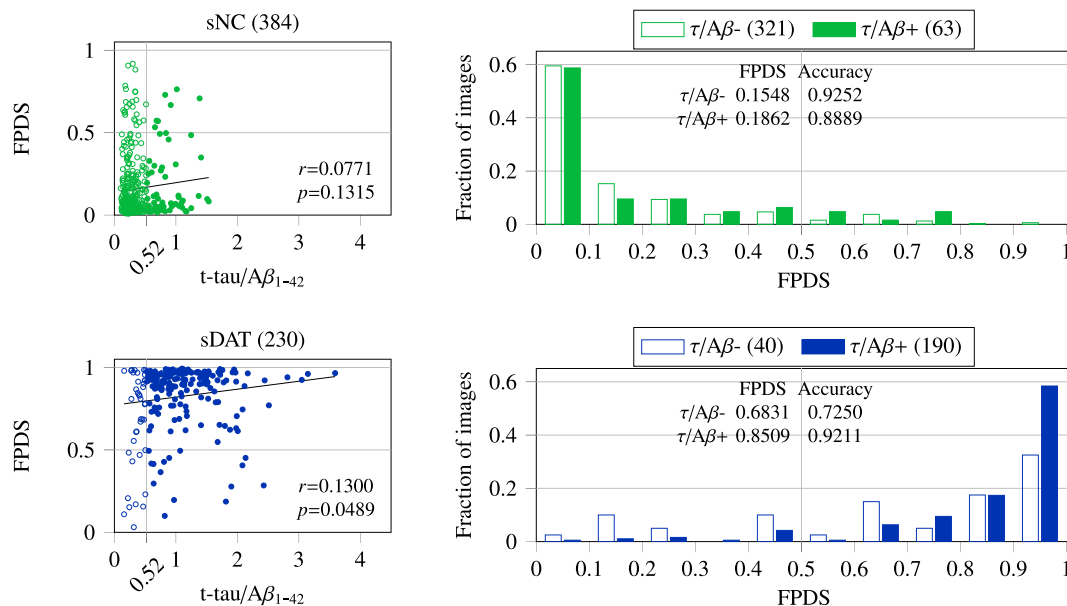 sNC (384)
1
0.5
0
FPDS
r=0.0771
p=0.1315
0 0.52 1 2 3 4
t-tau/Aβ1−42
τ/Aβ- (321) τ/Aβ+ (63)
0.6
0.4
0.2
0
Fraction of images
FPDS Accuracy
τ/Aβ- 0.1548 0.9252
τ/Aβ+ 0.1862 0.8889
0 0.1 0.2 0.3 0.4 0.5 0.6 0.7 0.8 0.9 1
FPDS
sDAT (230)
1
0.5
0
FPDS
r=0.1300
p=0.0489
0 0.52 1 2 3 4
t-tau/Aβ1−42
τ/Aβ- (40) τ/Aβ+ (190)
0.6
0.4
0.2
0
Fraction of images
FPDS Accuracy
τ/Aβ- 0.6831 0.7250
τ/Aβ+ 0.8509 0.9211
0 0.1 0.2 0.3 0.4 0.5 0.6 0.7 0.8 0.9 1
FPDS